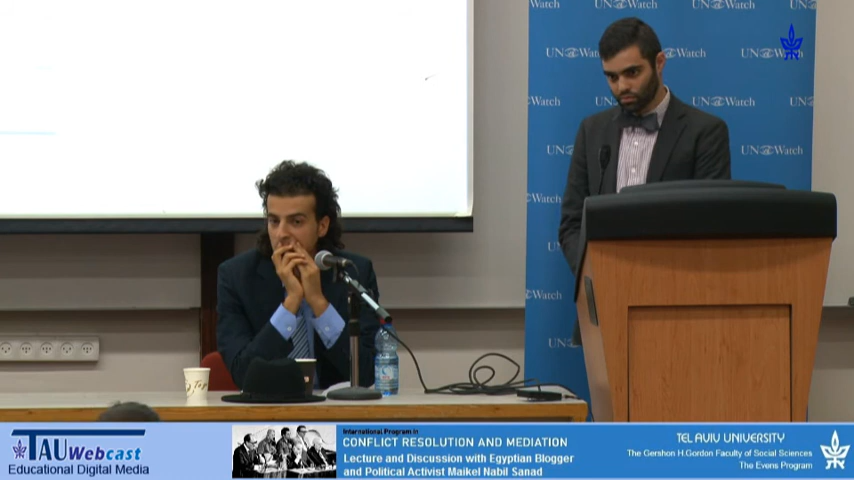 UN Watch
UN Watch
UN Watch
UN Watch
UN Watch
UN Watch
TAU Webcast
Educational Digital Media
International Program in
CONFLICT RESOLUTION AND MEDIATION
Lecture and Discussion with Egyptian Blogger
and Political Activist Maikel Nabil Sanad
TEL AVIV UNIVERSITY
The Gershon H.Gordon Faculty of Social Sciences
The Evens Program